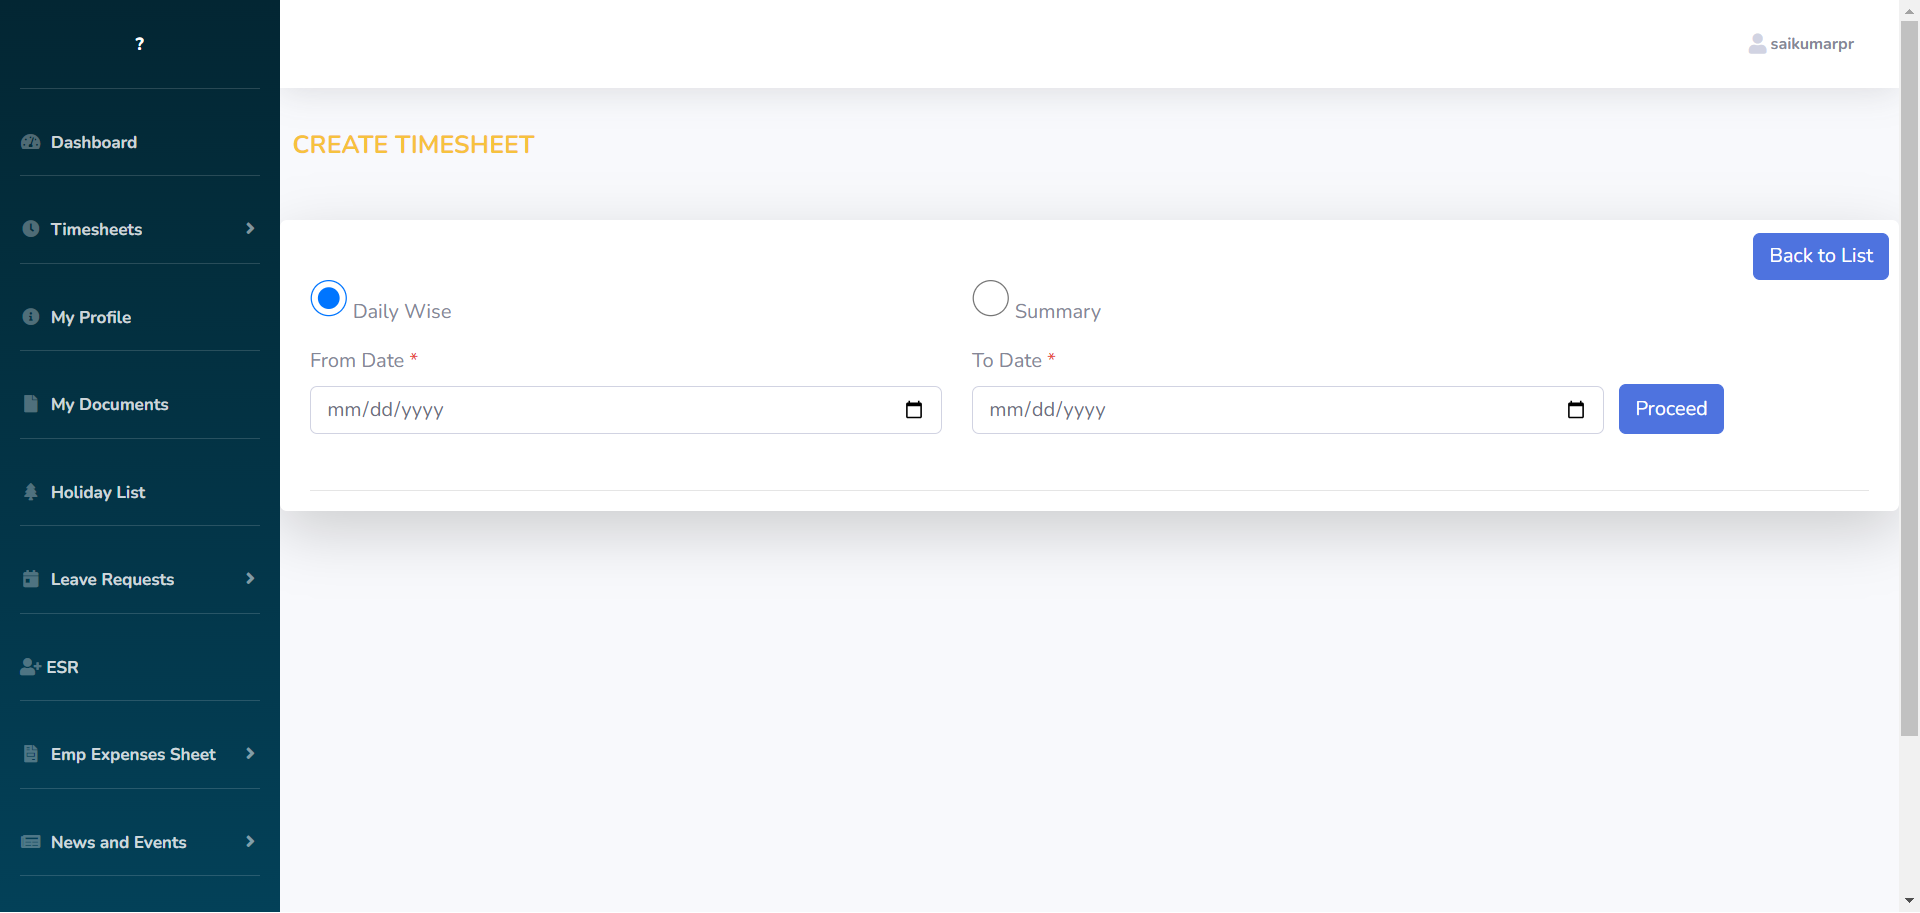 ?
saikumarpr
Dashboard
Timesheets
My Profile
My Documents
Holiday List
Leave Requests
ESR
Emp Expenses Sheet
News and Events
CREATE TIMESHEET
Back to List
Daily Wise
Summary
From Date *
To Date *
mm/dd/yyyy
mm/dd/yyyy
Proceed